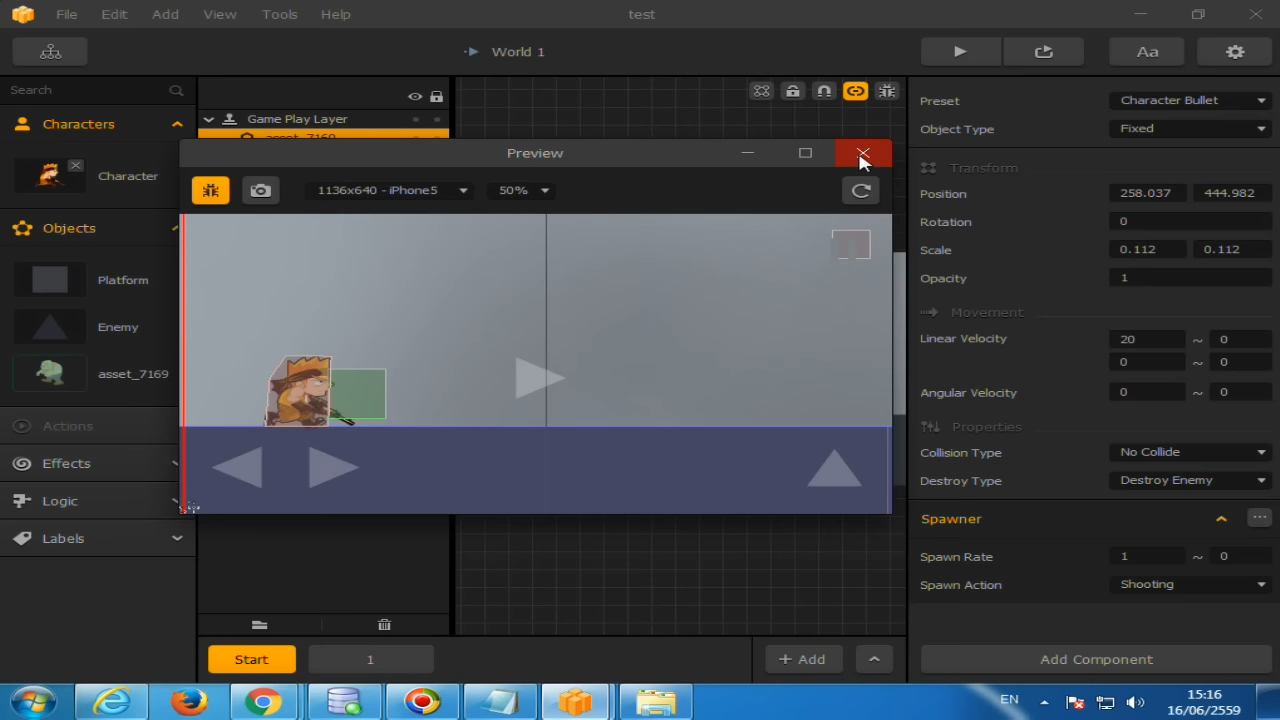 File Edit Add View Tools Help test
World 1
Aa
Search
Characters
Character
Objects
Platform
Enemy
asset_7169
Actions
Effects
Logic
Labels
Game Play Layer
asset_7169
Preview
1136x640 - iPhone5 50%
Start 1 Add
Preset Character Bullet
Object Type Fixed
Transform
Position 258.037 444.982
Rotation 0
Scale 0.112 0.112
Opacity 1
Movement
Linear Velocity 20 ~ 0
0 ~ 0
Angular Velocity 0 ~ 0
Properties
Collision Type No Collide
Destroy Type Destroy Enemy
Spawner
Spawn Rate 1 ~ 0
Spawn Action Shooting
Add Component
EN 15:16
16/06/2559